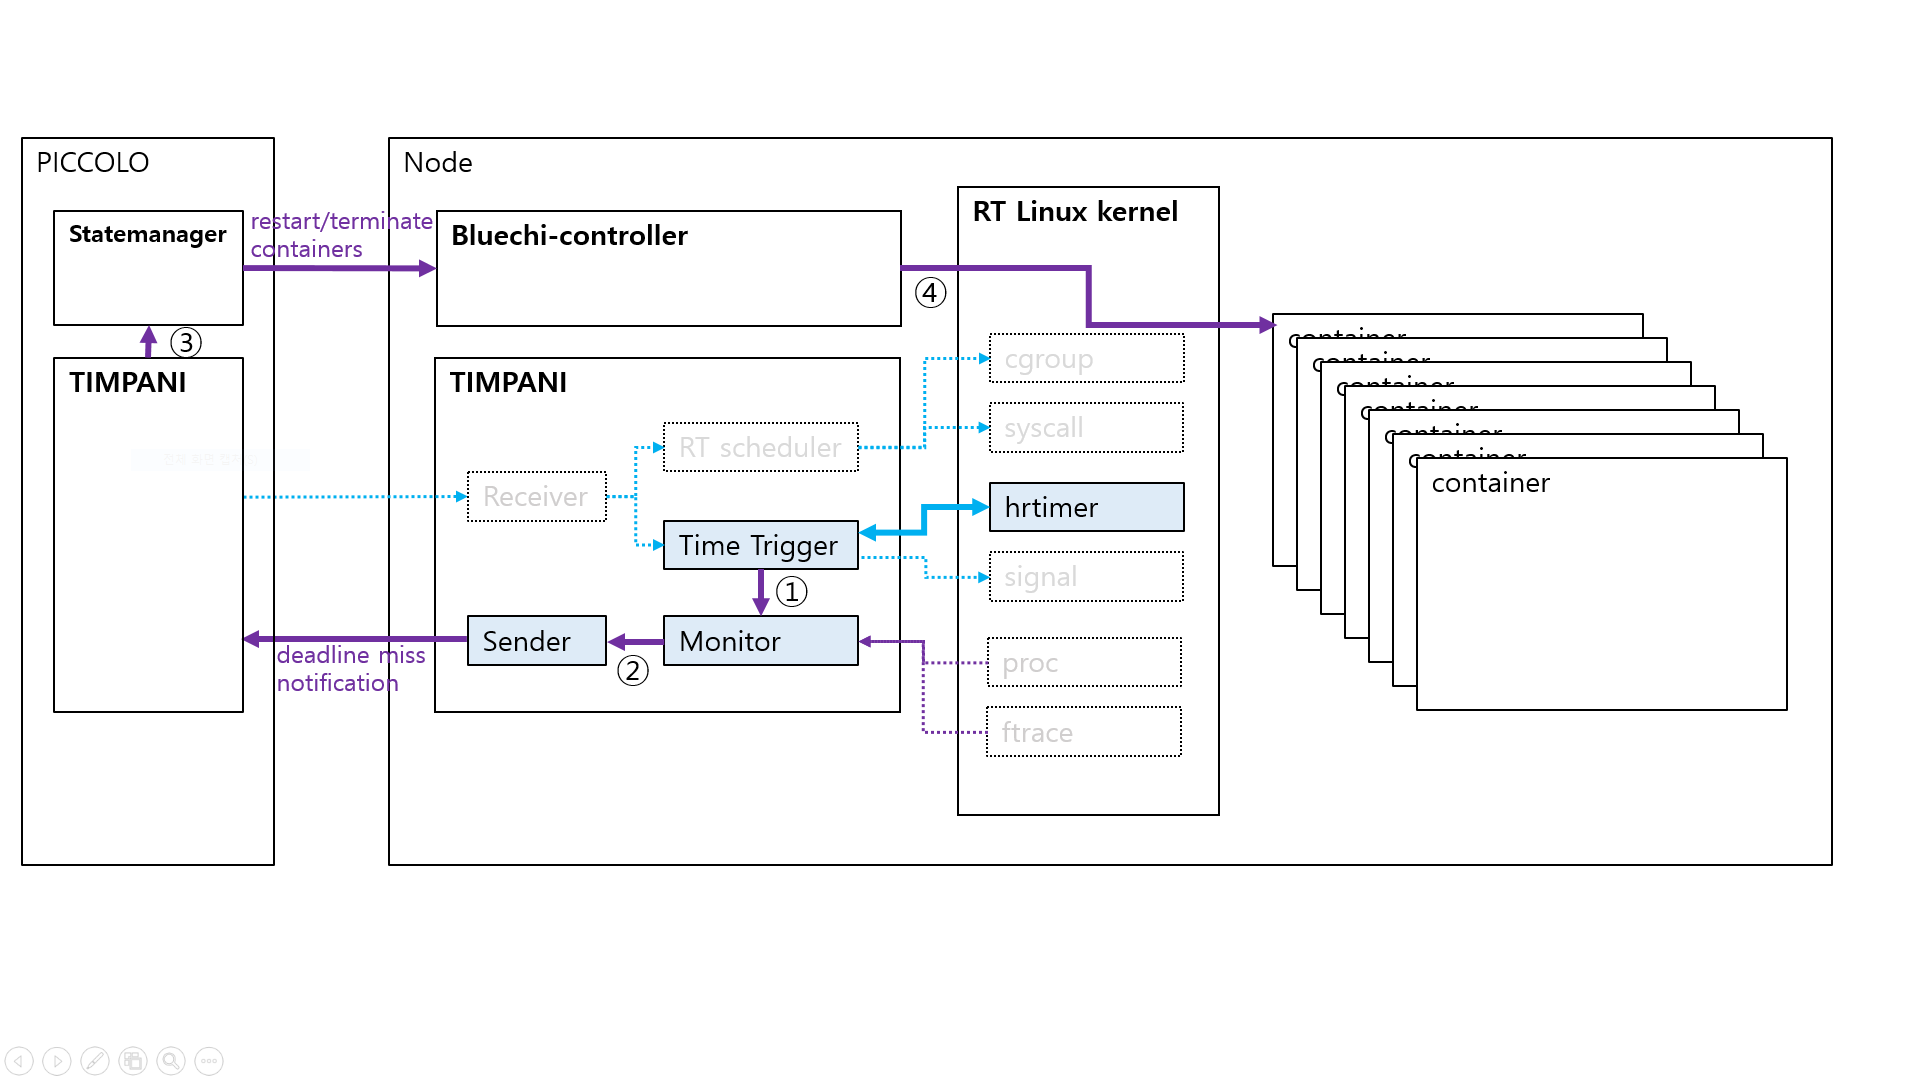 PICCOLO
Node
Statemanager
restart/terminate
containers
Bluechi-controller
RT Linux kernel
④
③
TIMPANI
TIMPANI
cgroup
syscall
RT scheduler
Receiver
hrtimer
Time Trigger
signal
①
Sender
Monitor
②
deadline miss
notification
proc
ftrace
container
container
container
container
container
container
container